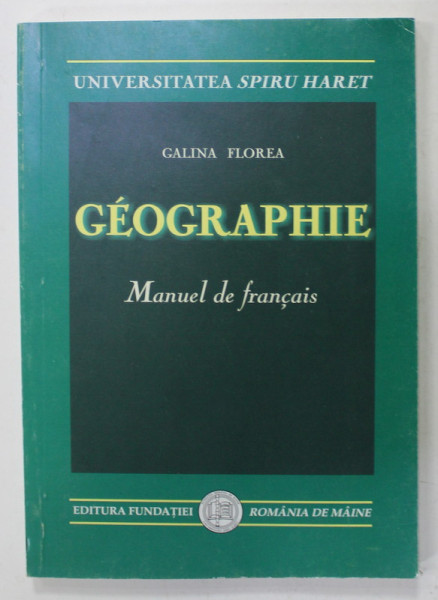 UNIVERSITATEA SPIRU HARET
GALINA FLOREA
GÉOGRAPHIE
Manuel de français
EDITURA FUNDAȚIEI ROMÂNIA DE MÂINE